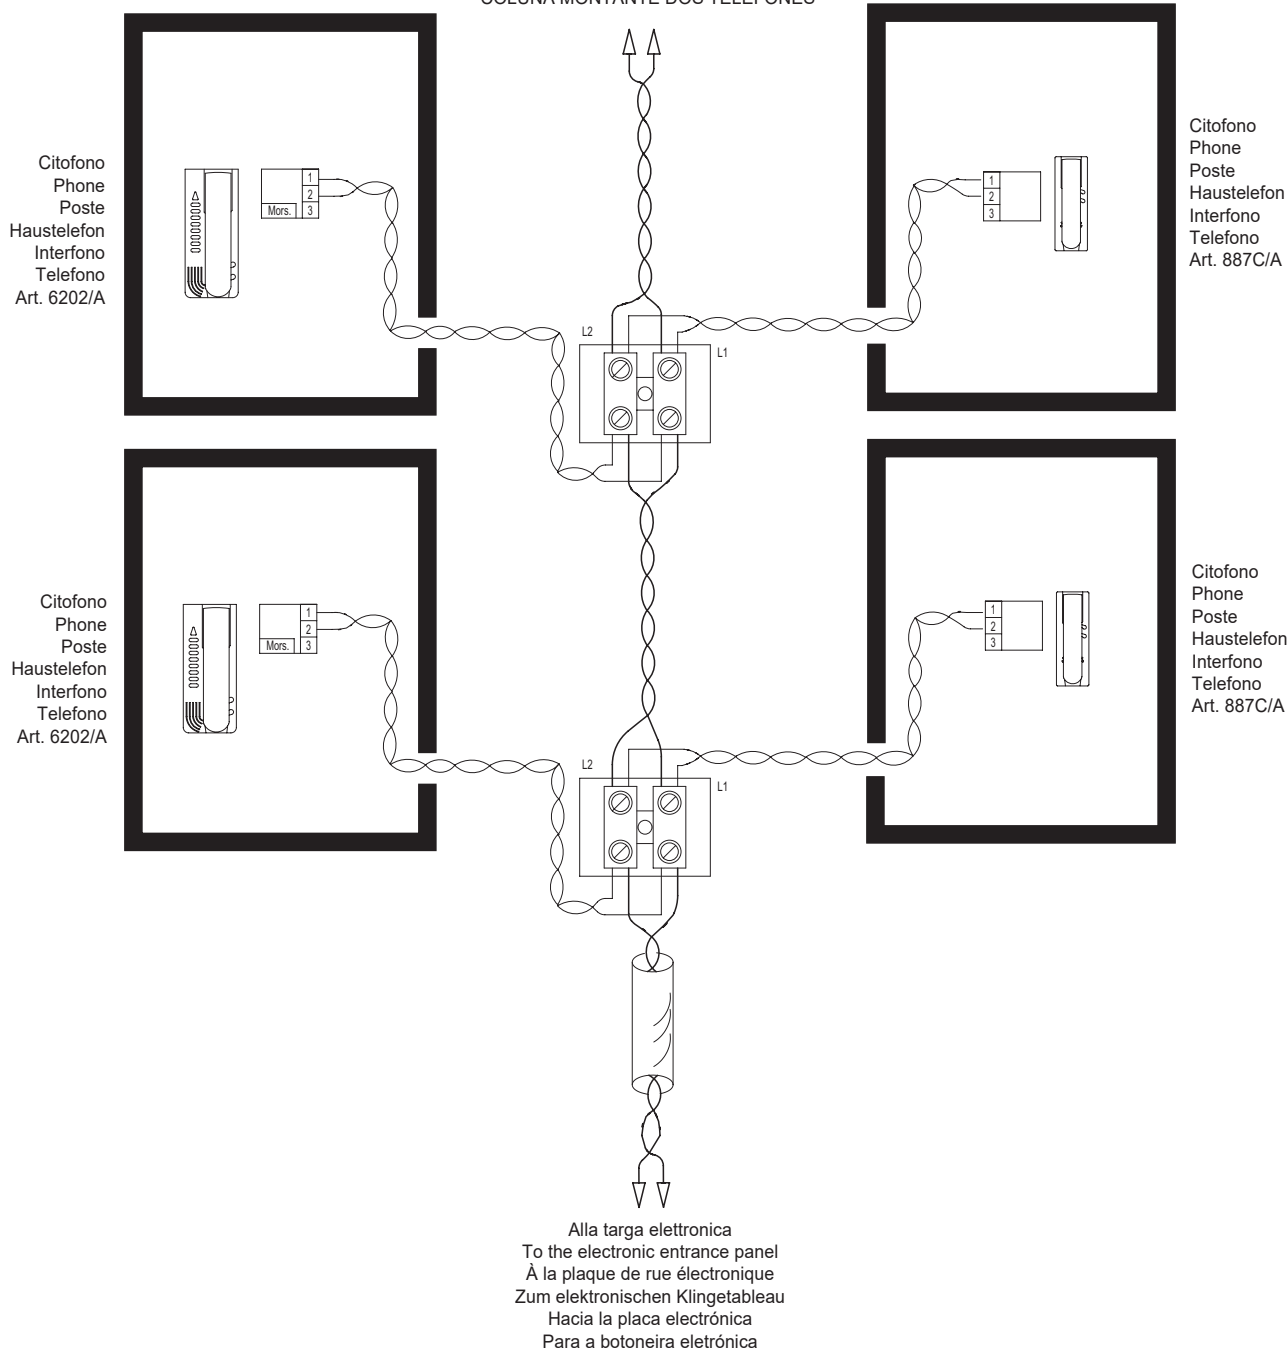 COLUNA MONTANTE DOS TELEFONES
Citofono
Phone
Poste
Haustelefon
Interfono
Telefono
Art. 6202/A
1
2
Mors. 3
L2
L1
1
2
3
Citofono
Phone
Poste
Haustelefon
Interfono
Telefono
Art. 887C/A
Citofono
Phone
Poste
Haustelefon
Interfono
Telefono
Art. 6202/A
1
2
Mors. 3
L2
L1
1
2
3
Citofono
Phone
Poste
Haustelefon
Interfono
Telefono
Art. 887C/A
Alla targa elettronica
To the electronic entrance panel
À la plaque de rue électronique
Zum elektronischen Klingetableau
Hacia la placa electrónica
Para a botoneira eletrónica